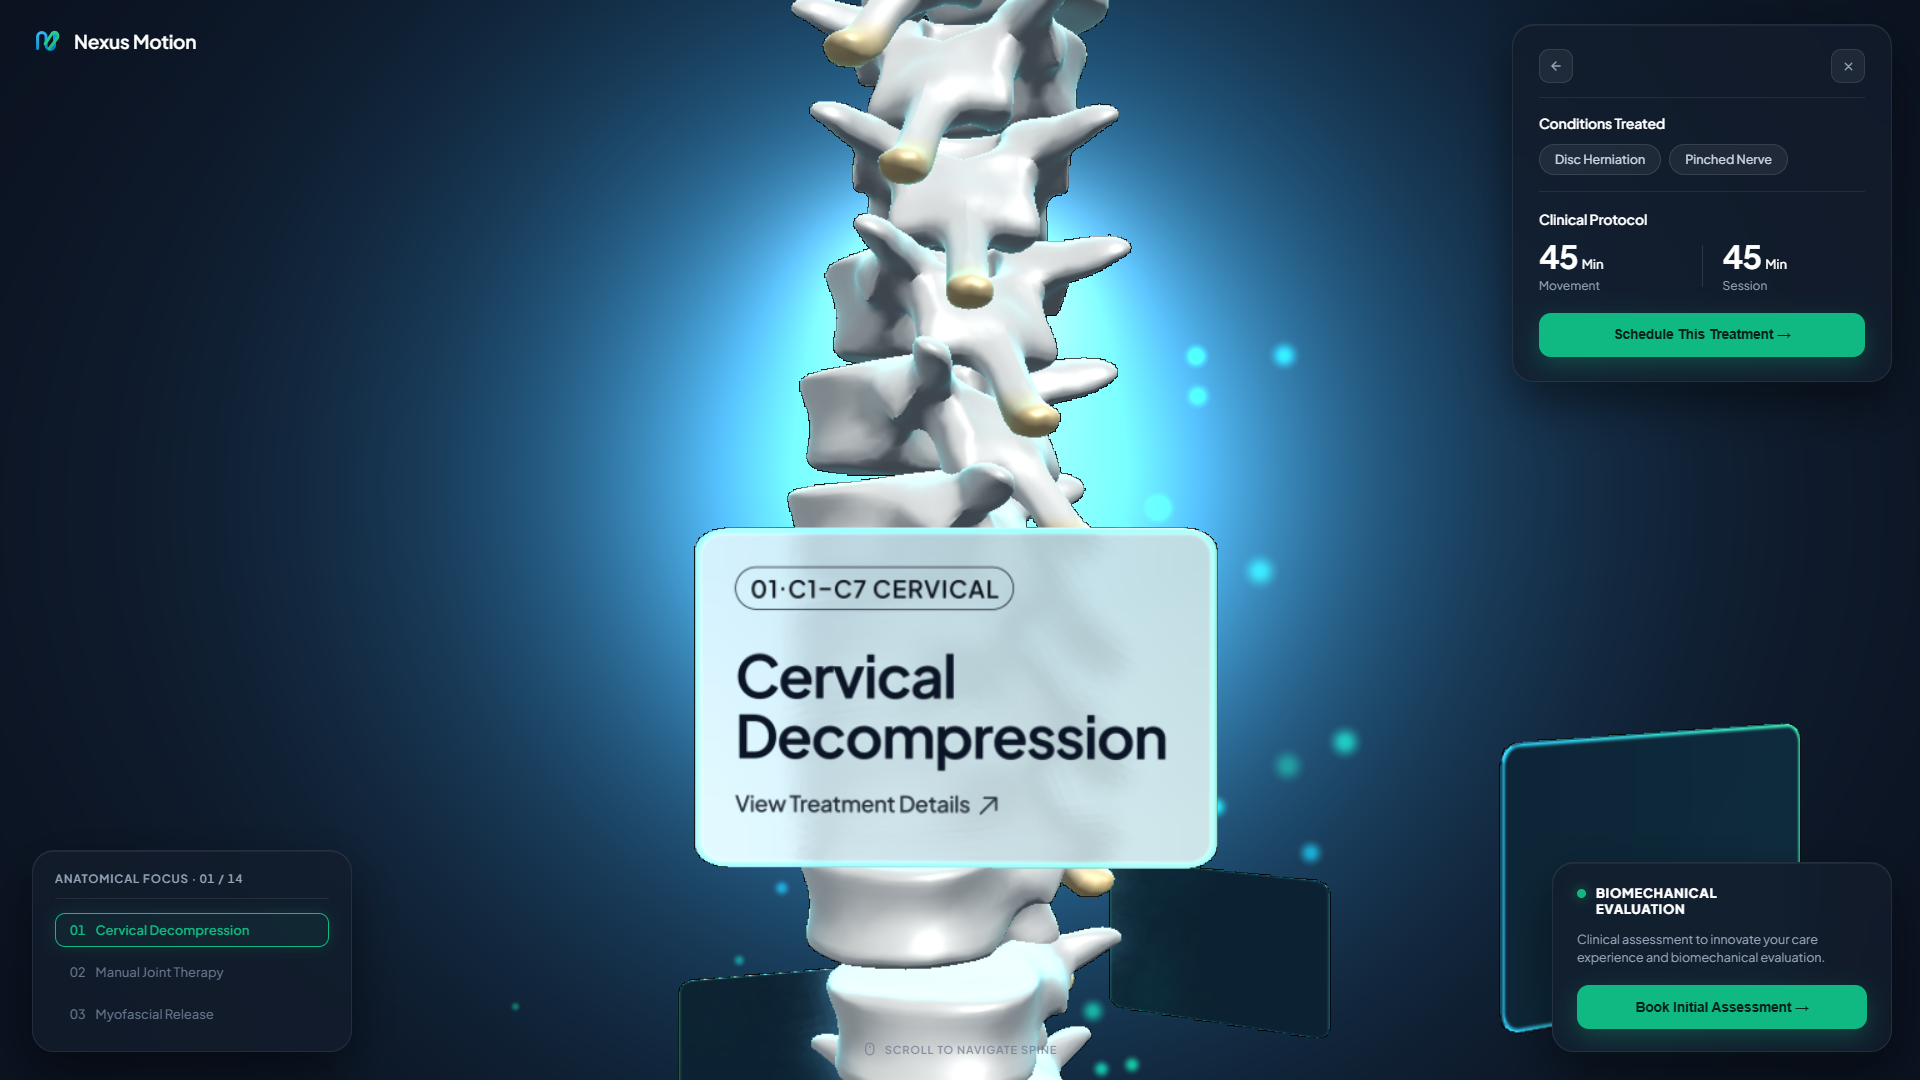 Nexus Motion
Conditions Treated
Disc Herniation
Pinched Nerve
Clinical Protocol
45 Min
Movement
45 Min
Session
Schedule This Treatment →
01·C1–C7 CERVICAL
Cervical
Decompression
View Treatment Details ↗
ANATOMICAL FOCUS · 01 / 14
01 Cervical Decompression
02 Manual Joint Therapy
03 Myofascial Release
SCROLL TO NAVIGATE SPINE
BIOMECHANICAL
EVALUATION
Clinical assessment to innovate your care
experience and biomechanical evaluation.
Book Initial Assessment →